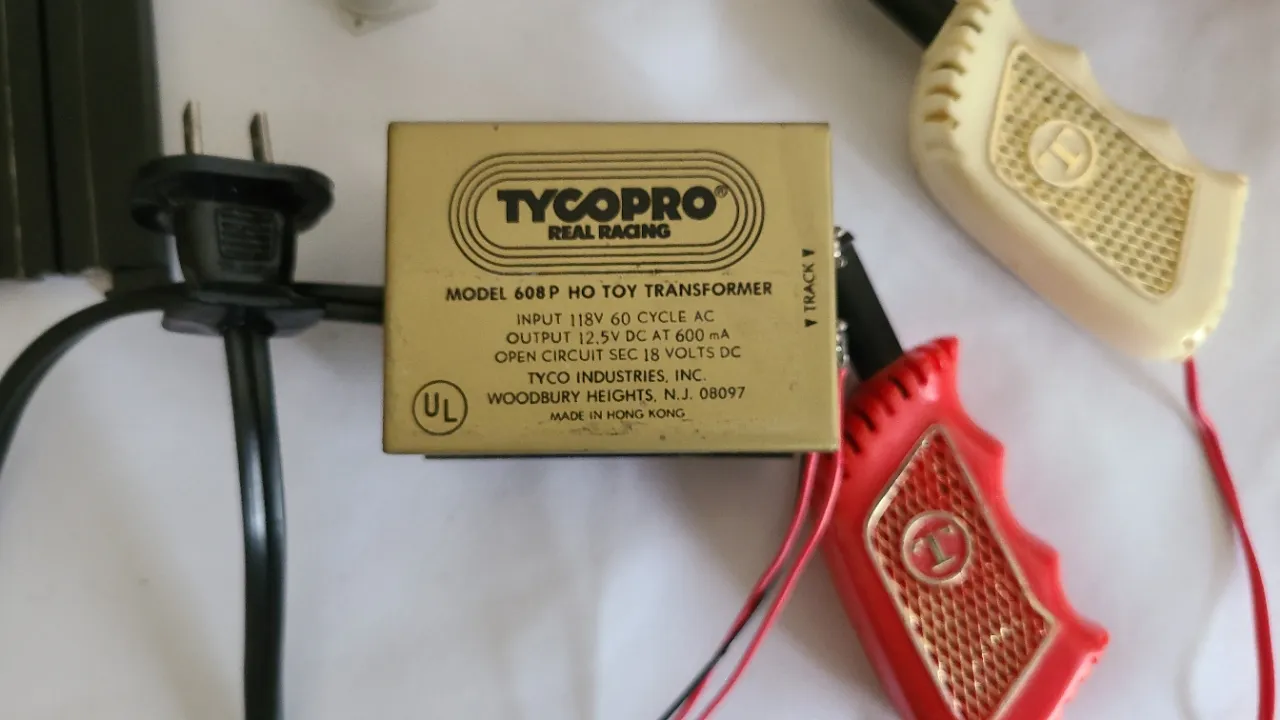 TYCOPRO®
REAL RACING
MODEL 608P HO TOY TRANSFORMER
INPUT 118V 60 CYCLE AC
OUTPUT 12.5V DC AT 600 mA
OPEN CIRCUIT SEC 18 VOLTS DC
TYCO INDUSTRIES, INC.
WOODBURY HEIGHTS, N.J. 08097
MADE IN HONG KONG
UL
▼ TRACK ▼
T
T